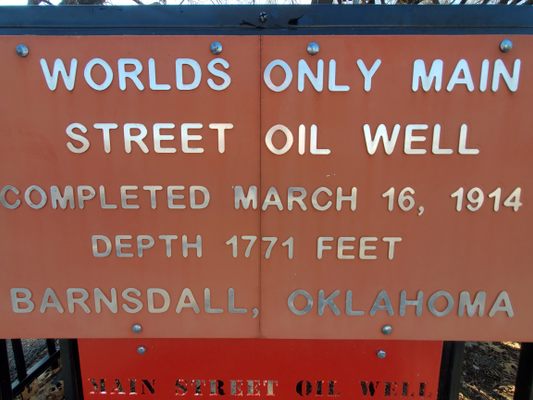 WORLDS ONLY MAIN
STREET OIL WELL
COMPLETED MARCH 16, 1914
DEPTH 1771 FEET
BARNSDALL, OKLAHOMA
MAIN STREET OIL WELL